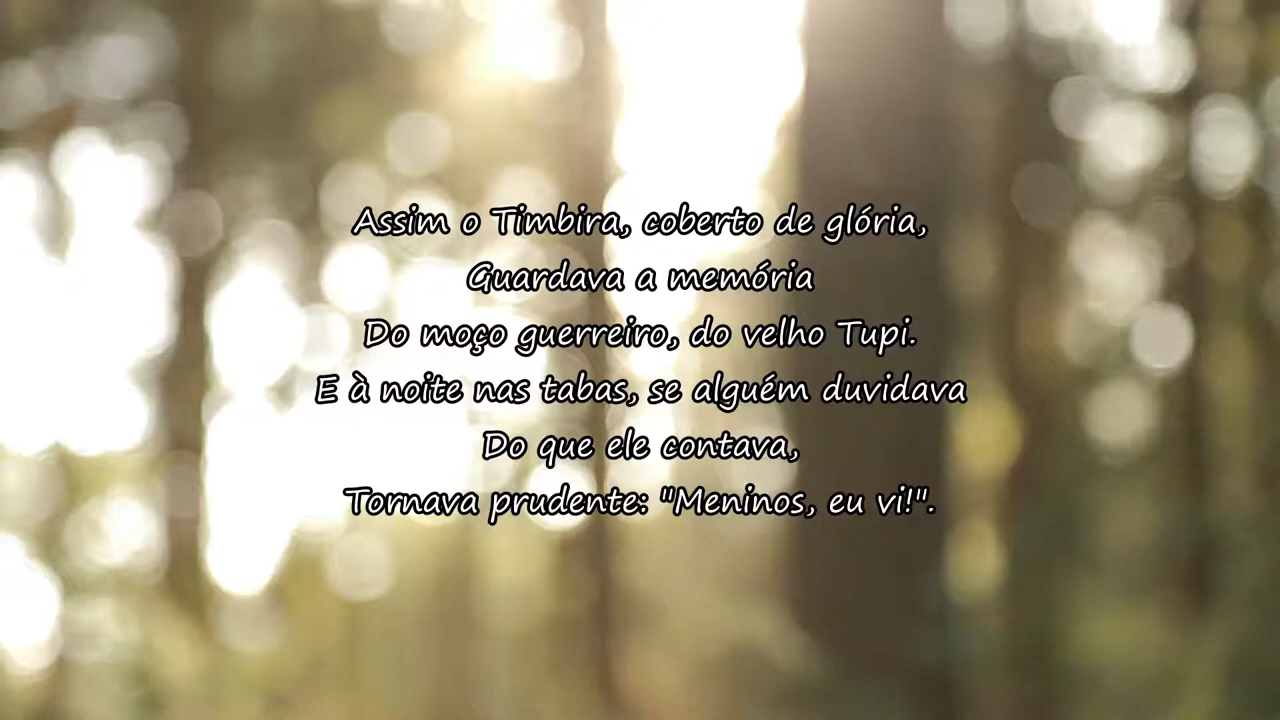 Assim o Timbira, coberto de glória,
Guardava a memória
Do moço guerreiro, do velho Tupi.
E à noite nas tabas, se alguém duvidava
Do que ele contava,
Tornava prudente: "Meninos, eu vi!".